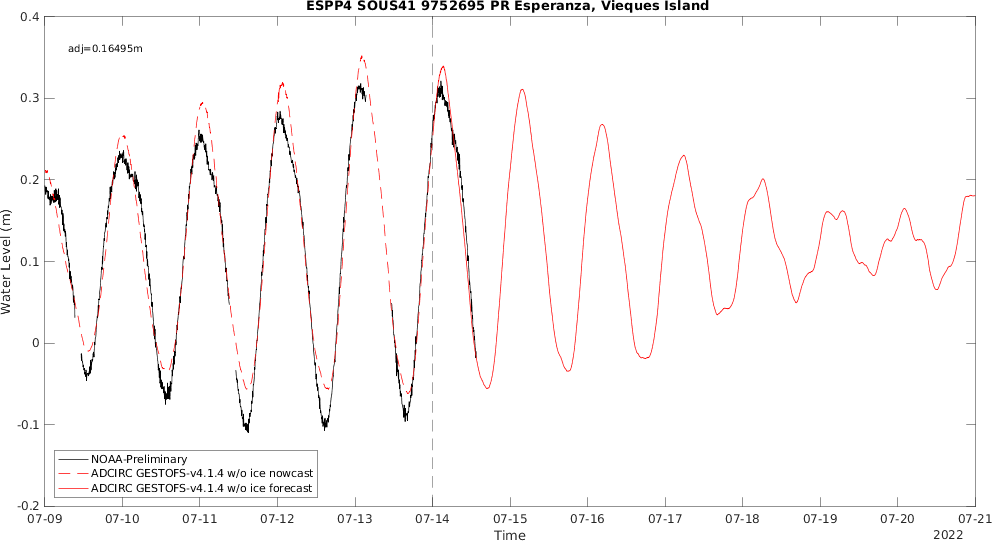 ESPP4 SOUS41 9752695 PR Esperanza, Vieques Island
adj=0.16495m
Water Level (m)
0.4
0.3
0.2
0.1
0
-0.1
-0.2
NOAA-Preliminary
ADCIRC GESTOFS-v4.1.4 w/o ice nowcast
ADCIRC GESTOFS-v4.1.4 w/o ice forecast
07-09 07-10 07-11 07-12 07-13 07-14 07-15 07-16 07-17 07-18 07-19 07-20 07-21
Time
2022